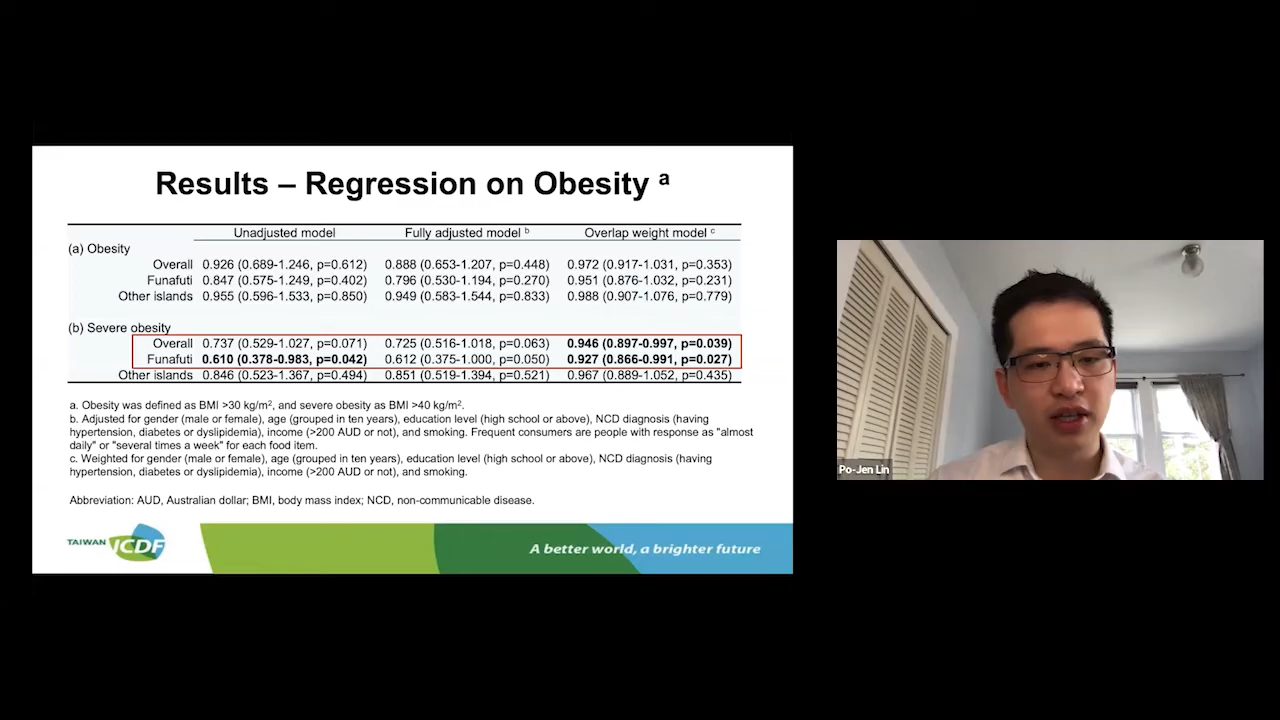 Results – Regression on Obesity ᵃ
Unadjusted model Fully adjusted model ᵇ Overlap weight model ᶜ
(a) Obesity
Overall 0.926 (0.689-1.246, p=0.612) 0.888 (0.653-1.207, p=0.448) 0.972 (0.917-1.031, p=0.353)
Funafuti 0.847 (0.575-1.249, p=0.402) 0.796 (0.530-1.194, p=0.270) 0.951 (0.876-1.032, p=0.231)
Other islands 0.955 (0.596-1.533, p=0.850) 0.949 (0.583-1.544, p=0.833) 0.988 (0.907-1.076, p=0.779)
(b) Severe obesity
Overall 0.737 (0.529-1.027, p=0.071) 0.725 (0.516-1.018, p=0.063) 0.946 (0.897-0.997, p=0.039)
Funafuti 0.610 (0.378-0.983, p=0.042) 0.612 (0.375-1.000, p=0.050) 0.927 (0.866-0.991, p=0.027)
Other islands 0.846 (0.523-1.367, p=0.494) 0.851 (0.519-1.394, p=0.521) 0.967 (0.889-1.052, p=0.435)
a. Obesity was defined as BMI >30 kg/m², and severe obesity as BMI >40 kg/m².
b. Adjusted for gender (male or female), age (grouped in ten years), education level (high school or above), NCD diagnosis (having
hypertension, diabetes or dyslipidemia), income (>200 AUD or not), and smoking. Frequent consumers are people with response as "almost
daily" or "several times a week" for each food item.
c. Weighted for gender (male or female), age (grouped in ten years), education level (high school or above), NCD diagnosis (having
hypertension, diabetes or dyslipidemia), income (>200 AUD or not), and smoking.
Abbreviation: AUD, Australian dollar; BMI, body mass index; NCD, non-communicable disease.
TAIWAN ICDF
A better world, a brighter future
Po-Jen Lin